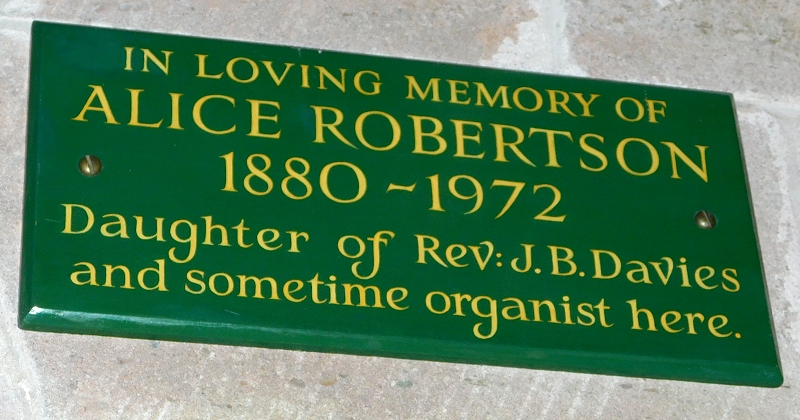 IN LOVING MEMORY OF
ALICE ROBERTSON
1880 ~ 1972
Daughter of Rev: J.B. Davies
and sometime organist here.